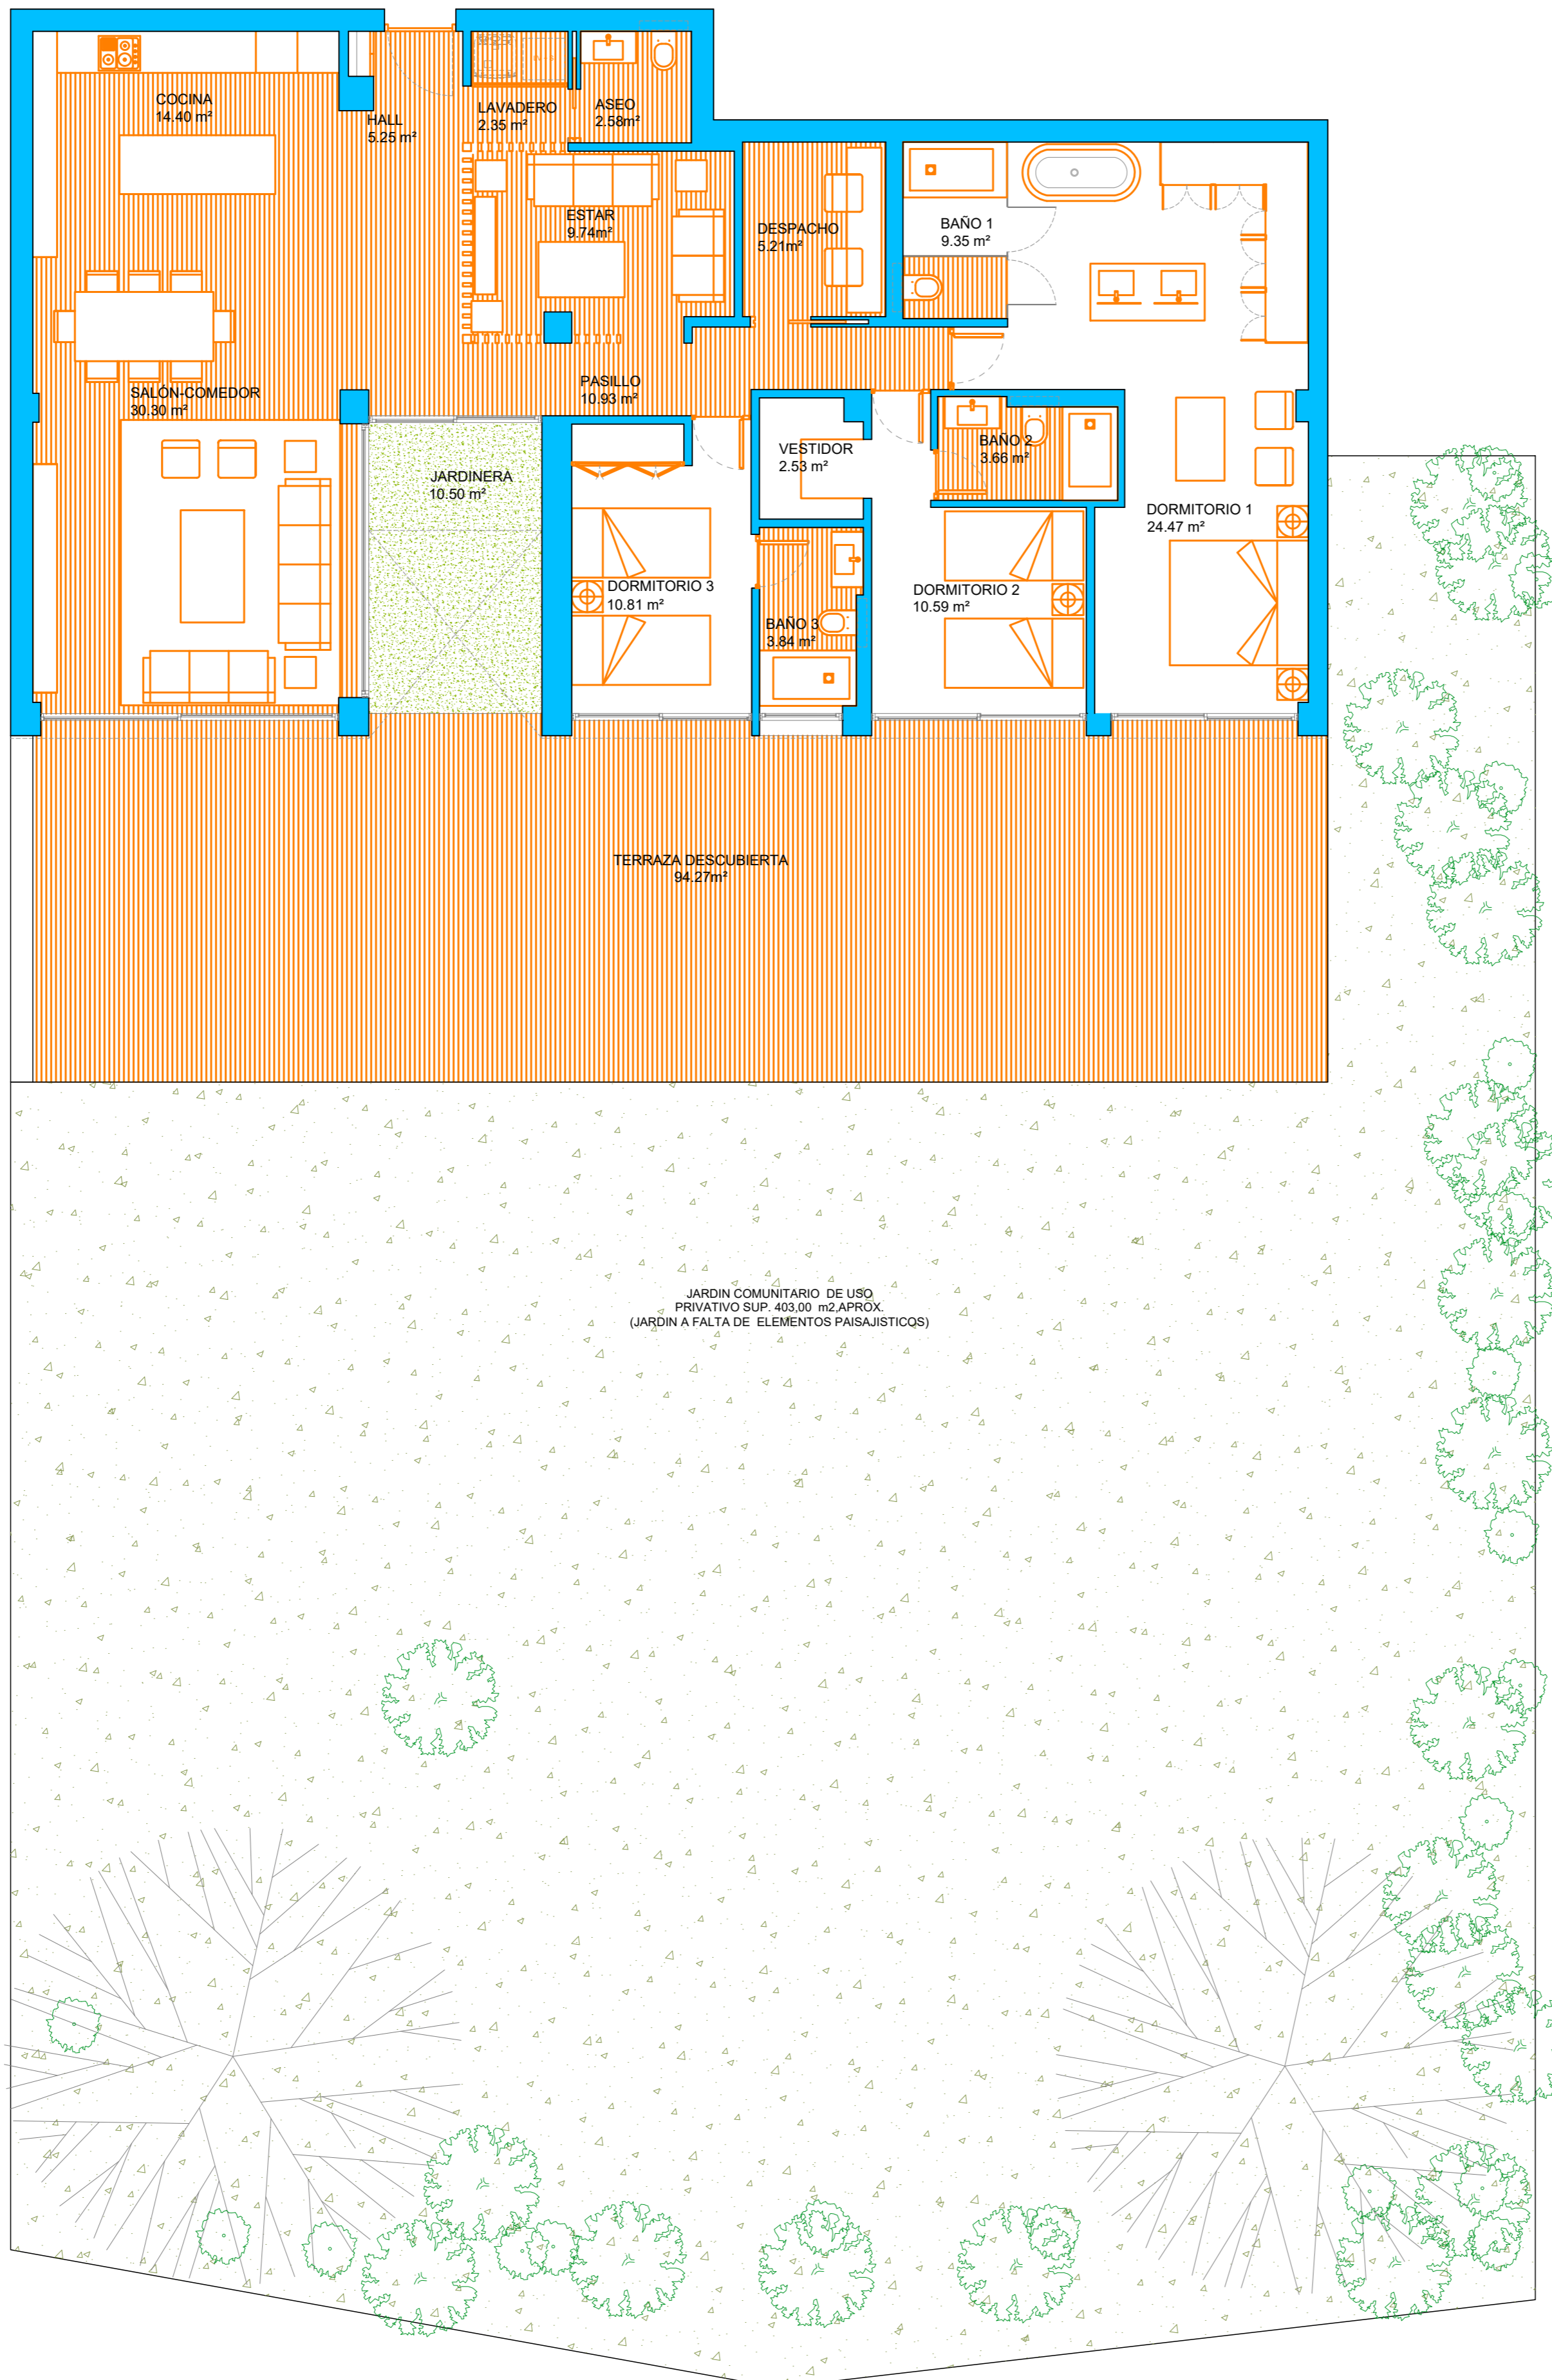 COCINA
14.40 m²
HALL
5.25 m²
LAVADERO
2.35 m²
ASEO
2.58m²
ESTAR
9.74m²
DESPACHO
5.21m²
BAÑO 1
9.35 m²
SALÓN-COMEDOR
30.30 m²
PASILLO
10.93 m²
JARDINERA
10.50 m²
VESTIDOR
2.53 m²
BAÑO 2
3.66 m²
DORMITORIO 1
24.47 m²
DORMITORIO 3
10.81 m²
BAÑO 3
3.84 m²
DORMITORIO 2
10.59 m²
TERRAZA DESCUBIERTA
94.27m²
JARDIN COMUNITARIO DE USO
PRIVATIVO SUP. 403,00 m2,APROX.
(JARDIN A FALTA DE ELEMENTOS PAISAJISTICOS)